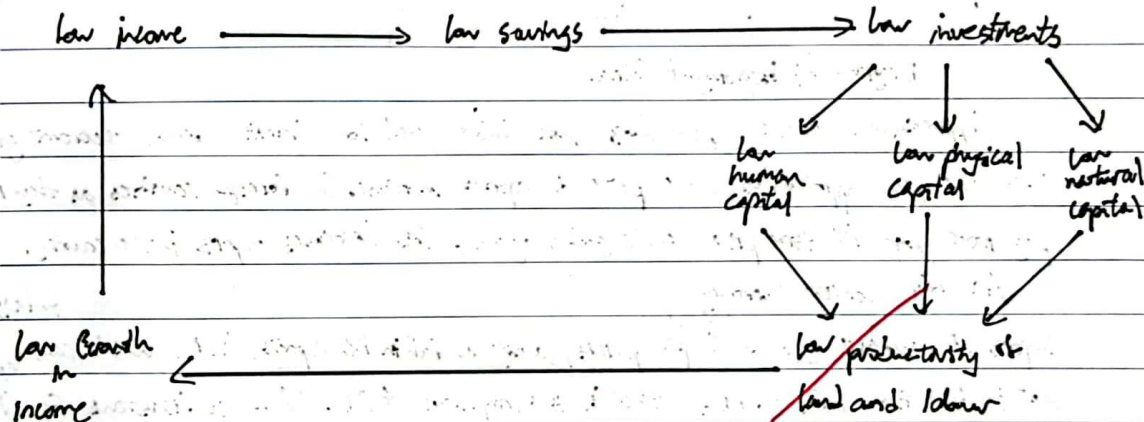 Low income
low savings
low investments
Low
human
capital
Low physical
capital
Low
natural
capital
Low Growth
in
Income
Low productivity of
land and labour